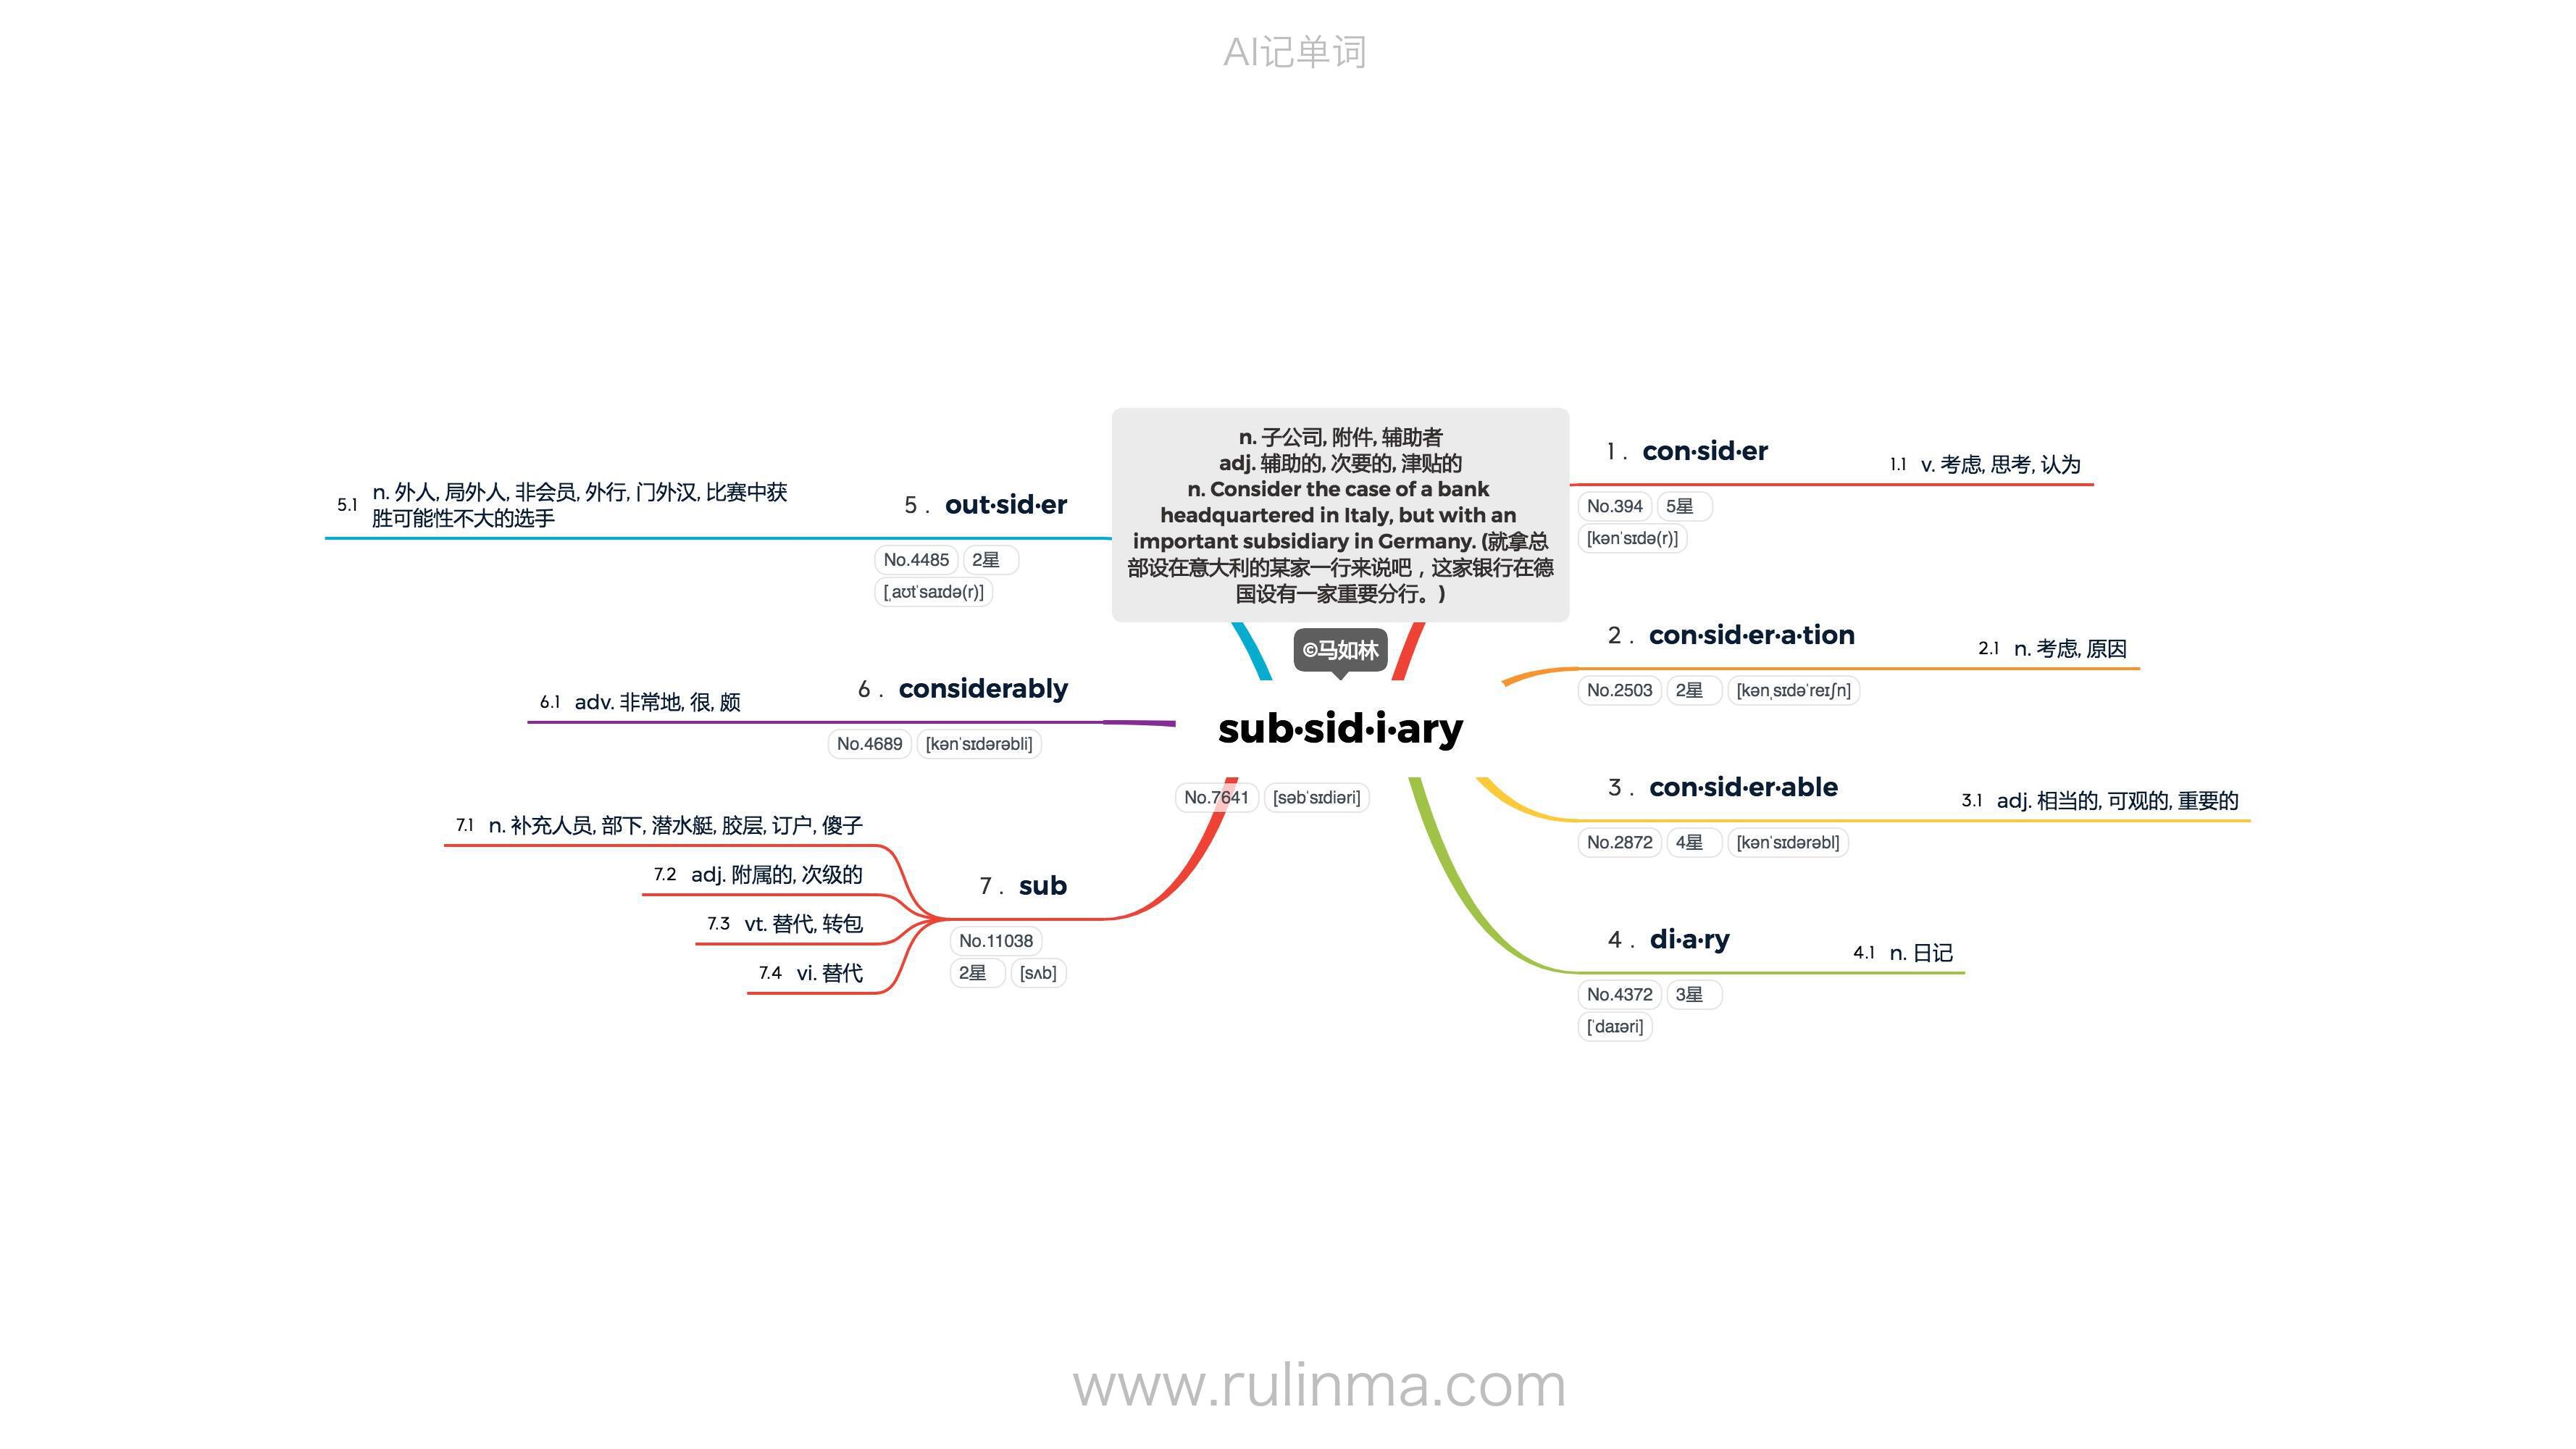 AI记单词
n. 子公司, 附件, 辅助者
adj. 辅助的, 次要的, 津贴的
n. Consider the case of a bank
headquartered in Italy, but with an
important subsidiary in Germany. (就拿总
部设在意大利的某家一行来说吧，这家银行在德
国设有一家重要分行。)
©马如林
sub·sid·i·ary
No.7641 [səbˈsɪdiəri]
1. con·sid·er
No.394 5星
[kənˈsɪdə(r)]
1.1 v. 考虑, 思考, 认为
2. con·sid·er·a·tion
No.2503 2星 [kənˌsɪdəˈreɪʃn]
2.1 n. 考虑, 原因
3. con·sid·er·able
No.2872 4星 [kənˈsɪdərəbl]
3.1 adj. 相当的, 可观的, 重要的
4. di·a·ry
No.4372 3星
[ˈdaɪəri]
4.1 n. 日记
5. out·sid·er
No.4485 2星
[ˌaʊtˈsaɪdə(r)]
5.1 n. 外人, 局外人, 非会员, 外行, 门外汉, 比赛中获
胜可能性不大的选手
6. considerably
No.4689 [kənˈsɪdərəbli]
6.1 adv. 非常地, 很, 颇
7. sub
No.11038
2星 [sʌb]
7.1 n. 补充人员, 部下, 潜水艇, 胶层, 订户, 傻子
7.2 adj. 附属的, 次级的
7.3 vt. 替代, 转包
7.4 vi. 替代
www.rulinma.com